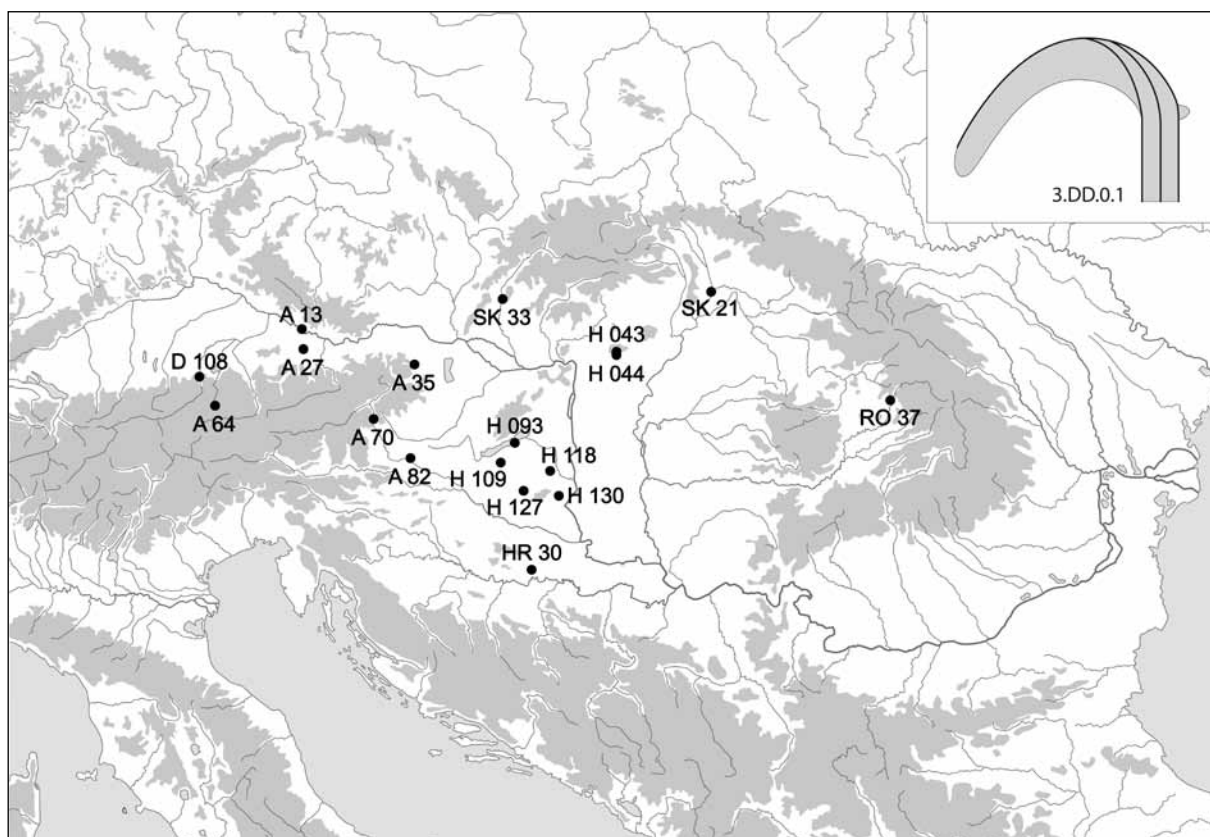 3.DD.0.1
SK 33
SK 21
A 13
H 043
A 27
H 044
D 108
A 35
A 64
RO 37
A 70
H 093
H 118
A 82
H 109
H 127
H 130
HR 30